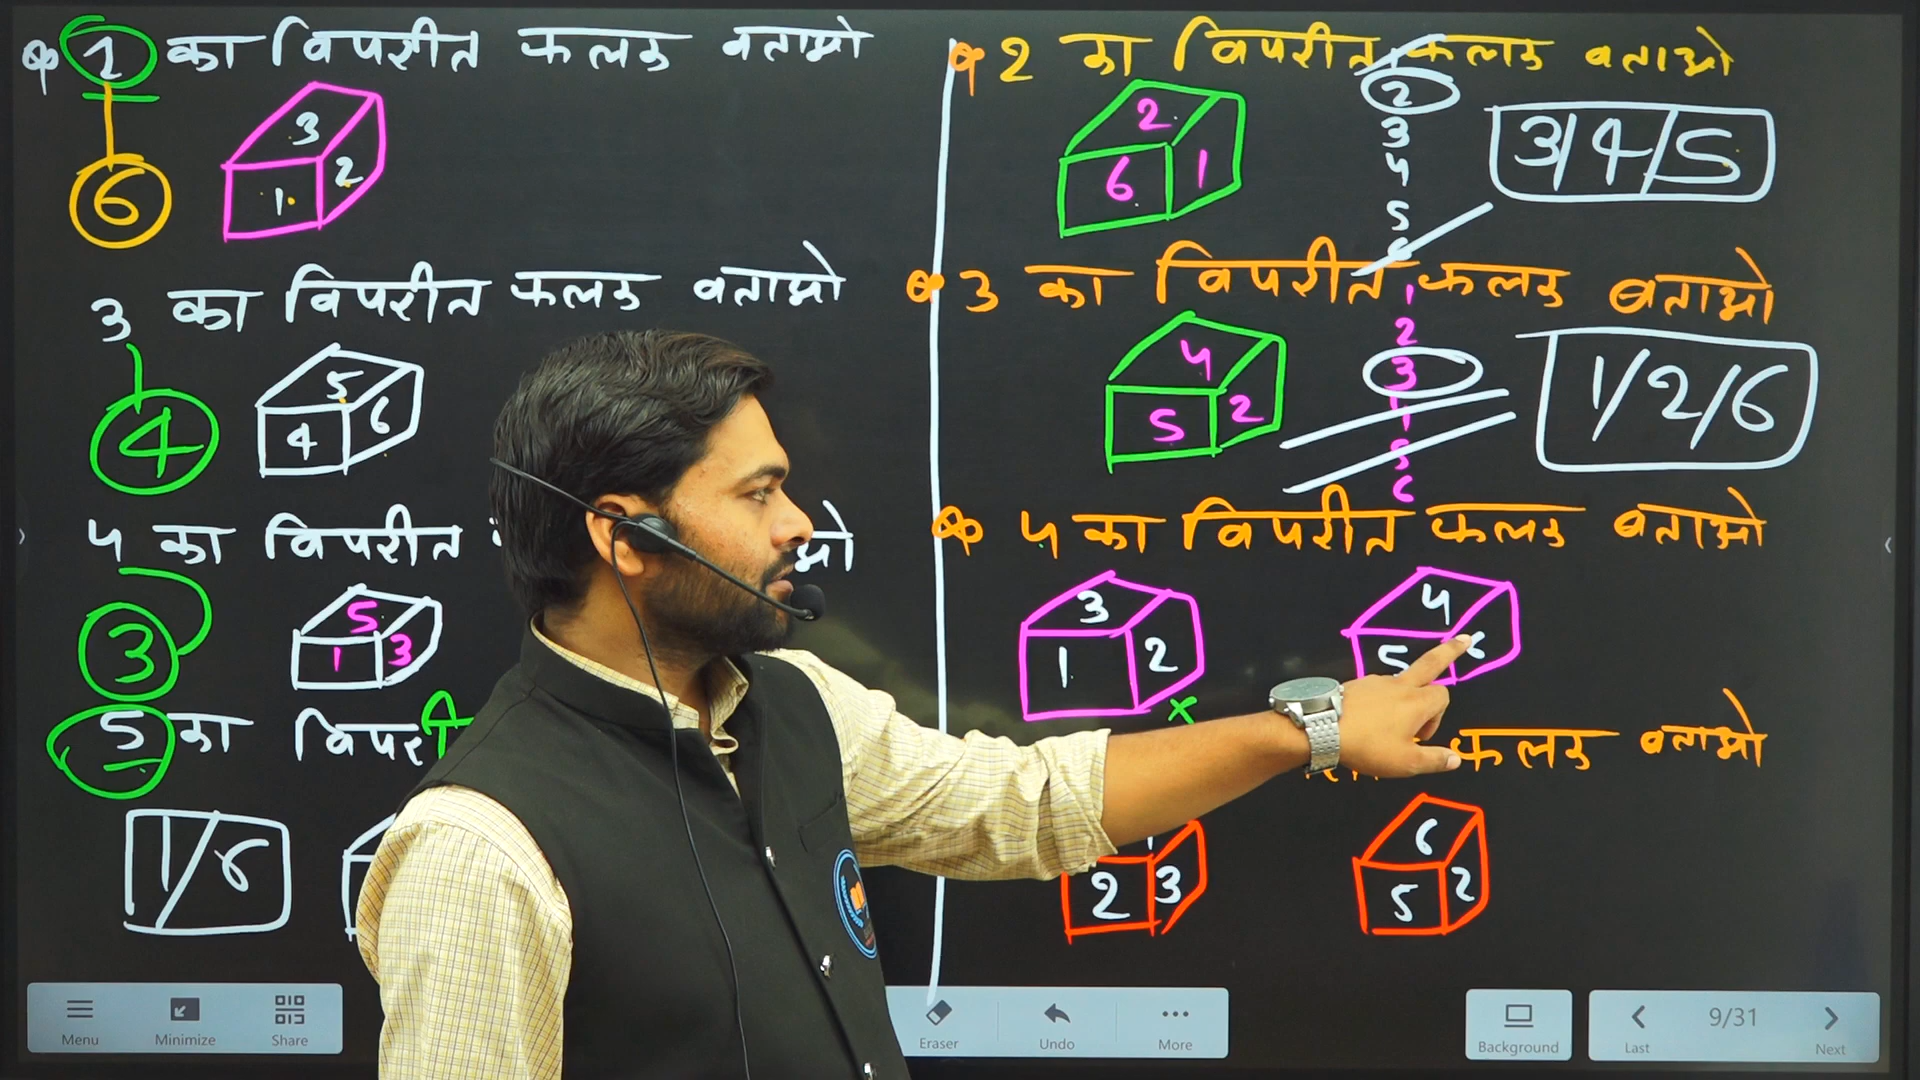 1 का विपरीत फलक बताओ
6
3
1 2
3 का विपरीत फलक बताओ
4
5
4 6
4 का विपरीत
3
5
1 3
5 का
1/6
2 का विपरीत फलक बताओ
2
6 1
2
3
4
5
3/4/5
3 का विपरीत फलक बताओ
4
5 2
1
2
3
5
6
1/2/6
4 का विपरीत फलक बताओ
3
1 2
x
4
5 6
फलक बताओ
2 3
6
5 2
Menu
Minimize
Share
Eraser
Undo
More
Background
9/31
Last
Next